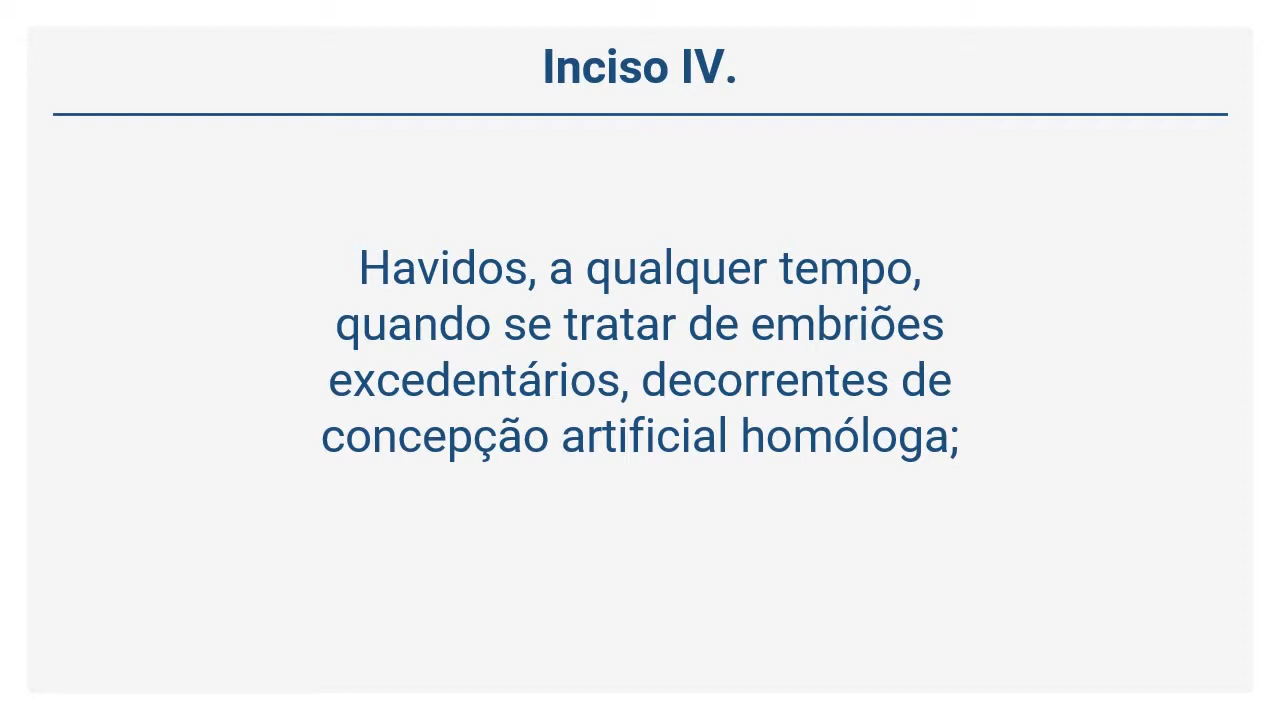 Inciso IV.
Havidos, a qualquer tempo,
quando se tratar de embriões
excedentários, decorrentes de
concepção artificial homóloga;